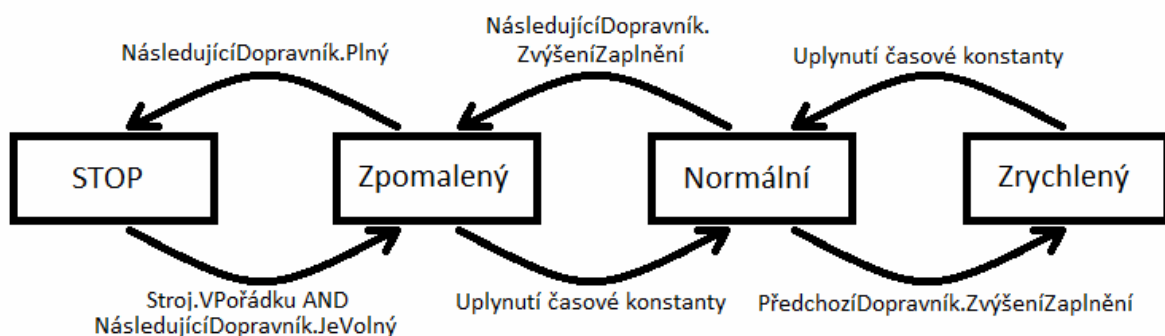 NásledujícíDopravník.Plný
NásledujícíDopravník.
ZvýšeníZaplnění
Uplynutí časové konstanty
STOP
Zpomalený
Normální
Zrychlený
Stroj.VPořádku AND
NásledujícíDopravník.JeVolný
Uplynutí časové konstanty
PředchozíDopravník.ZvýšeníZaplnění